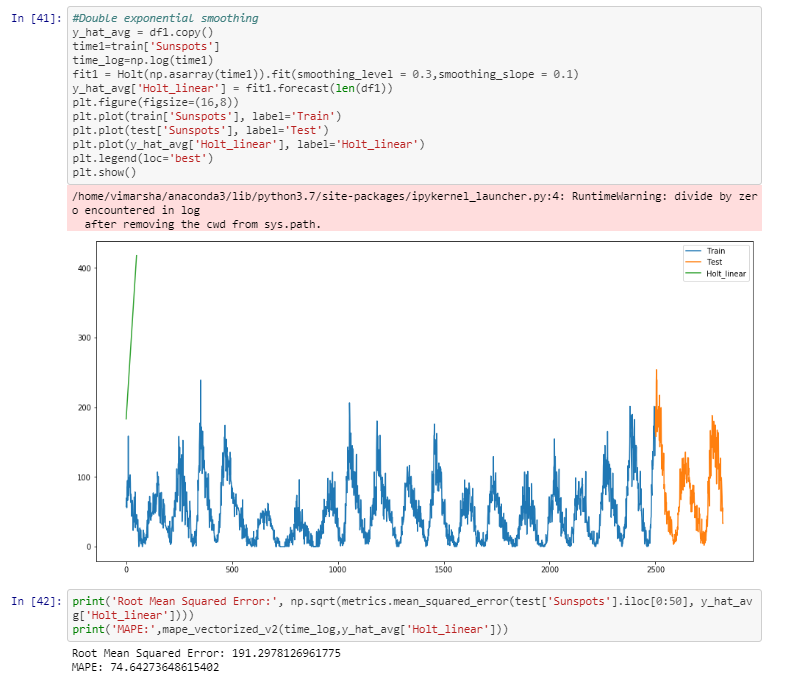 In [41]:
#Double exponential smoothing
y_hat_avg = df1.copy()
time1=train['Sunspots']
time_log=np.log(time1)
fit1 = Holt(np.asarray(time1)).fit(smoothing_level = 0.3,smoothing_slope = 0.1)
y_hat_avg['Holt_linear'] = fit1.forecast(len(df1))
plt.figure(figsize=(16,8))
plt.plot(train['Sunspots'], label='Train')
plt.plot(test['Sunspots'], label='Test')
plt.plot(y_hat_avg['Holt_linear'], label='Holt_linear')
plt.legend(loc='best')
plt.show()
/home/vimarsha/anaconda3/lib/python3.7/site-packages/ipykernel_launcher.py:4: RuntimeWarning: divide by zer
o encountered in log
after removing the cwd from sys.path.
Train
Test
Holt_linear
400
300
200
100
0
0 500 1000 1500 2000 2500
In [42]:
print('Root Mean Squared Error:', np.sqrt(metrics.mean_squared_error(test['Sunspots'].iloc[0:50], y_hat_av
g['Holt_linear'])))
print('MAPE:',mape_vectorized_v2(time_log,y_hat_avg['Holt_linear']))
Root Mean Squared Error: 191.2978126961775
MAPE: 74.64273648615402